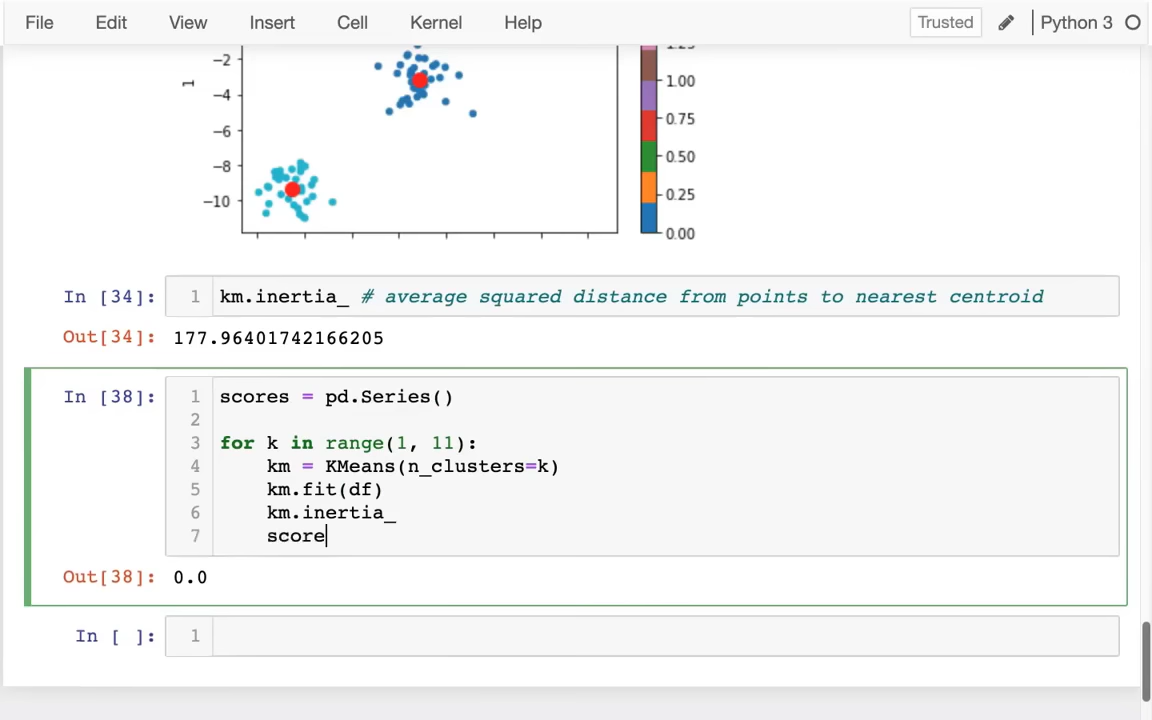 File Edit View Insert Cell Kernel Help Trusted Python 3
−2
−4
−6
−8
−10
1
1.25
1.00
0.75
0.50
0.25
0.00
In [34]: 1 km.inertia_ # average squared distance from points to nearest centroid
Out[34]: 177.96401742166205
In [38]: 1 scores = pd.Series()
2
3 for k in range(1, 11):
4 km = KMeans(n_clusters=k)
5 km.fit(df)
6 km.inertia_
7 score
Out[38]: 0.0
In [ ]: 1